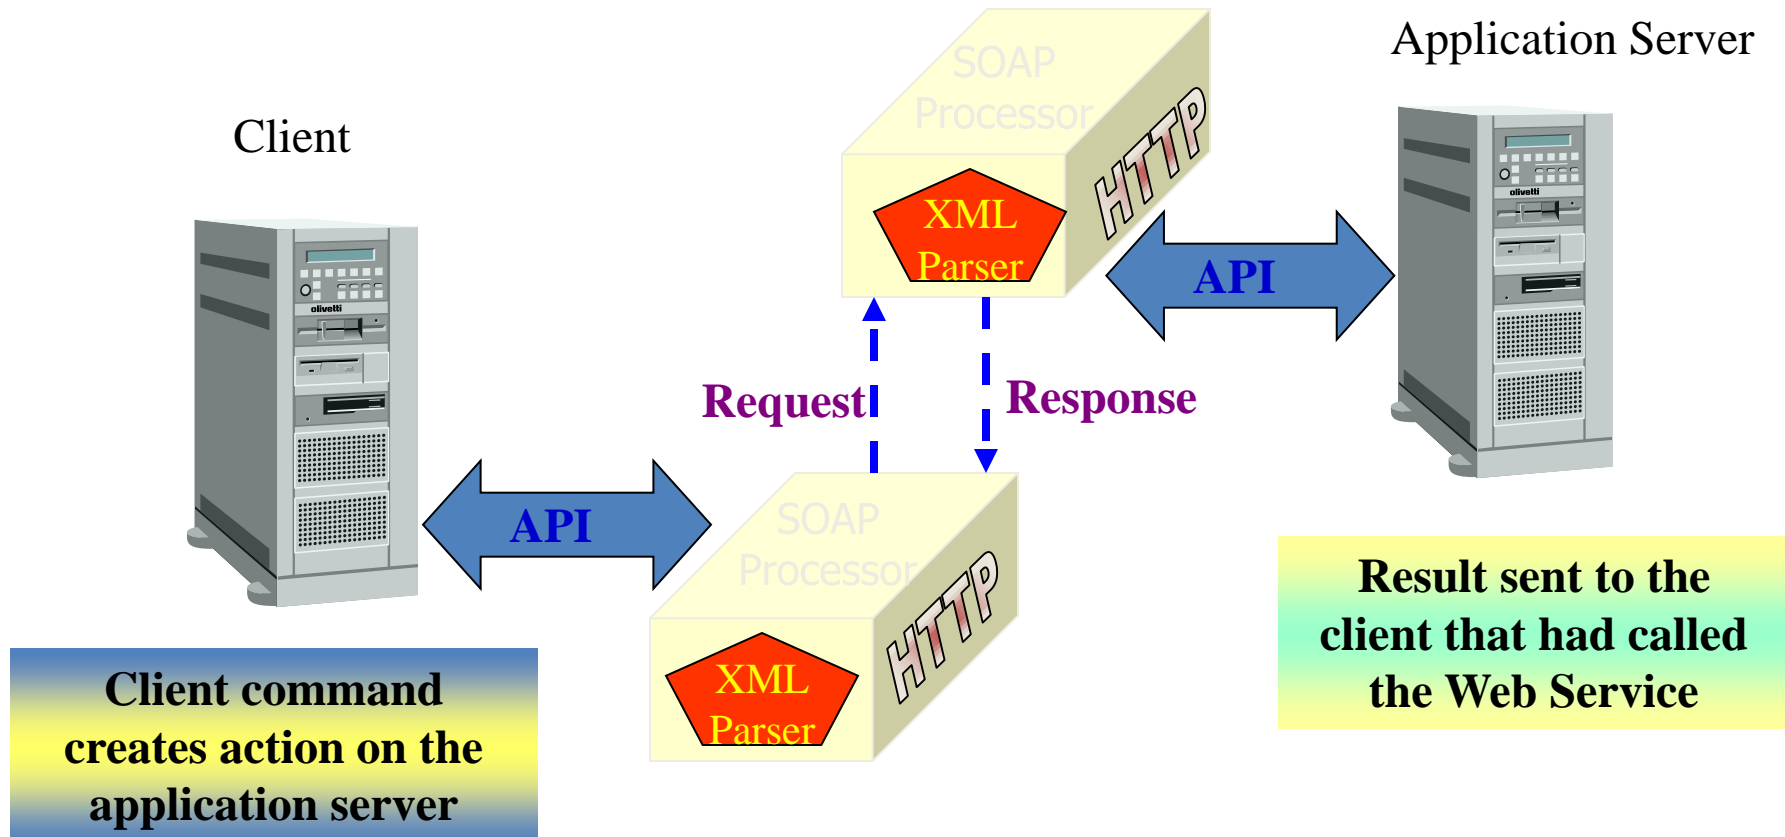 Application Server
SOAP
Processor
HTTP
Client
olivetti
XML
Parser
API
olivetti
Request
Response
API
SOAP
Processor
HTTP
XML
Parser
Result sent to the
client that had called
the Web Service
Client command
creates action on the
application server